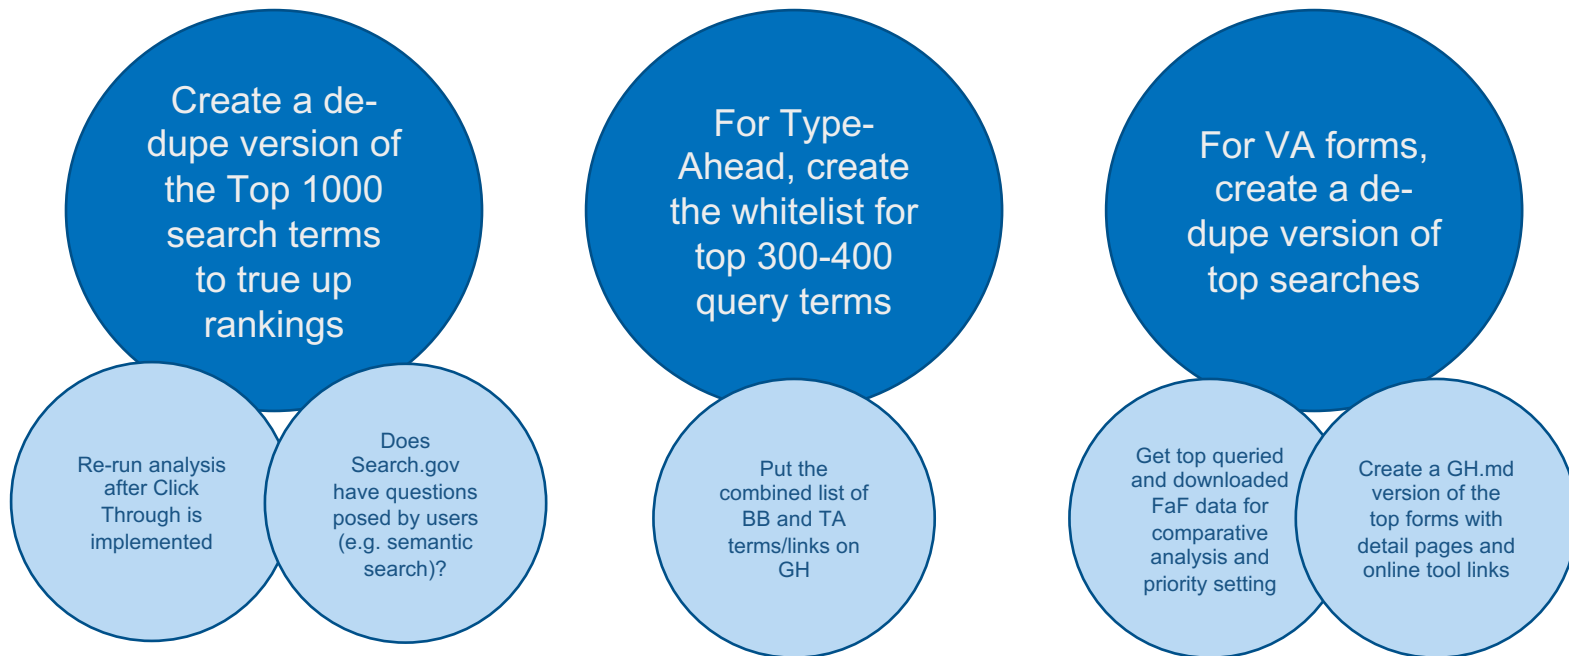 Create a de-
dupe version of
the Top 1000
search terms
to true up
rankings
Re-run analysis
after Click
Through is
implemented
Does
Search.gov
have questions
posed by users
(e.g. semantic
search)?
For Type-
Ahead, create
the whitelist for
top 300-400
query terms
Put the
combined list of
BB and TA
terms/links on
GH
For VA forms,
create a de-
dupe version of
top searches
Get top queried
and downloaded
FaF data for
comparative
analysis and
priority setting
Create a GH.md
version of the
top forms with
detail pages and
online tool links